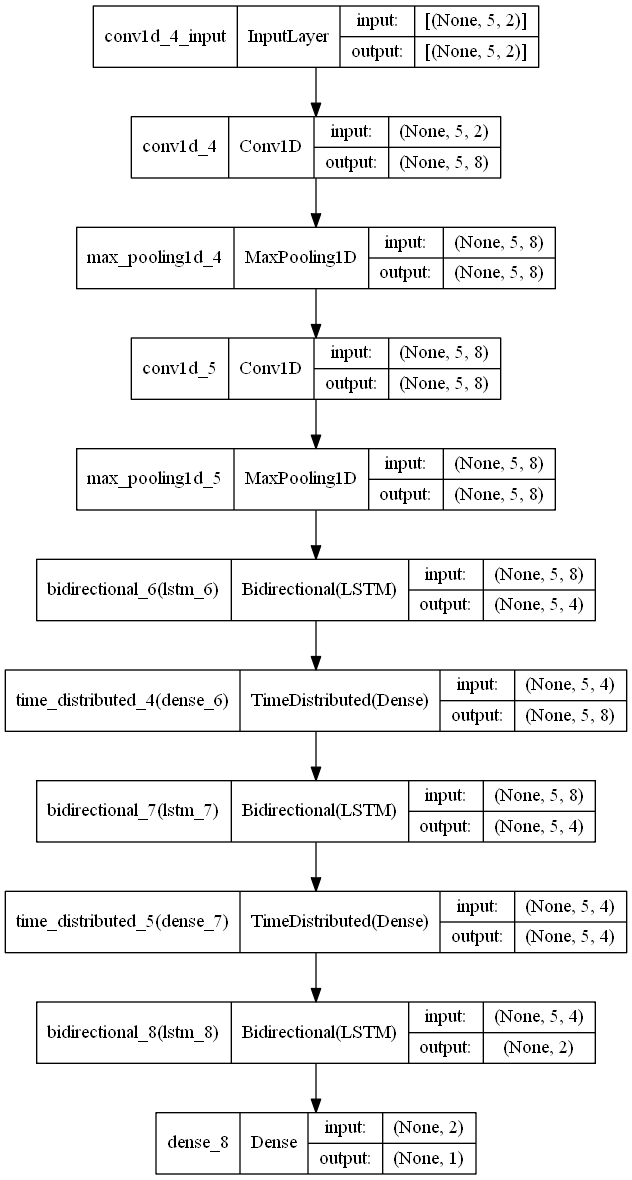 conv1d_4_input InputLayer input: [(None, 5, 2)]
output: [(None, 5, 2)]
conv1d_4 Conv1D input: (None, 5, 2)
output: (None, 5, 8)
max_pooling1d_4 MaxPooling1D input: (None, 5, 8)
output: (None, 5, 8)
conv1d_5 Conv1D input: (None, 5, 8)
output: (None, 5, 8)
max_pooling1d_5 MaxPooling1D input: (None, 5, 8)
output: (None, 5, 8)
bidirectional_6(lstm_6) Bidirectional(LSTM) input: (None, 5, 8)
output: (None, 5, 4)
time_distributed_4(dense_6) TimeDistributed(Dense) input: (None, 5, 4)
output: (None, 5, 8)
bidirectional_7(lstm_7) Bidirectional(LSTM) input: (None, 5, 8)
output: (None, 5, 4)
time_distributed_5(dense_7) TimeDistributed(Dense) input: (None, 5, 4)
output: (None, 5, 4)
bidirectional_8(lstm_8) Bidirectional(LSTM) input: (None, 5, 4)
output: (None, 2)
dense_8 Dense input: (None, 2)
output: (None, 1)